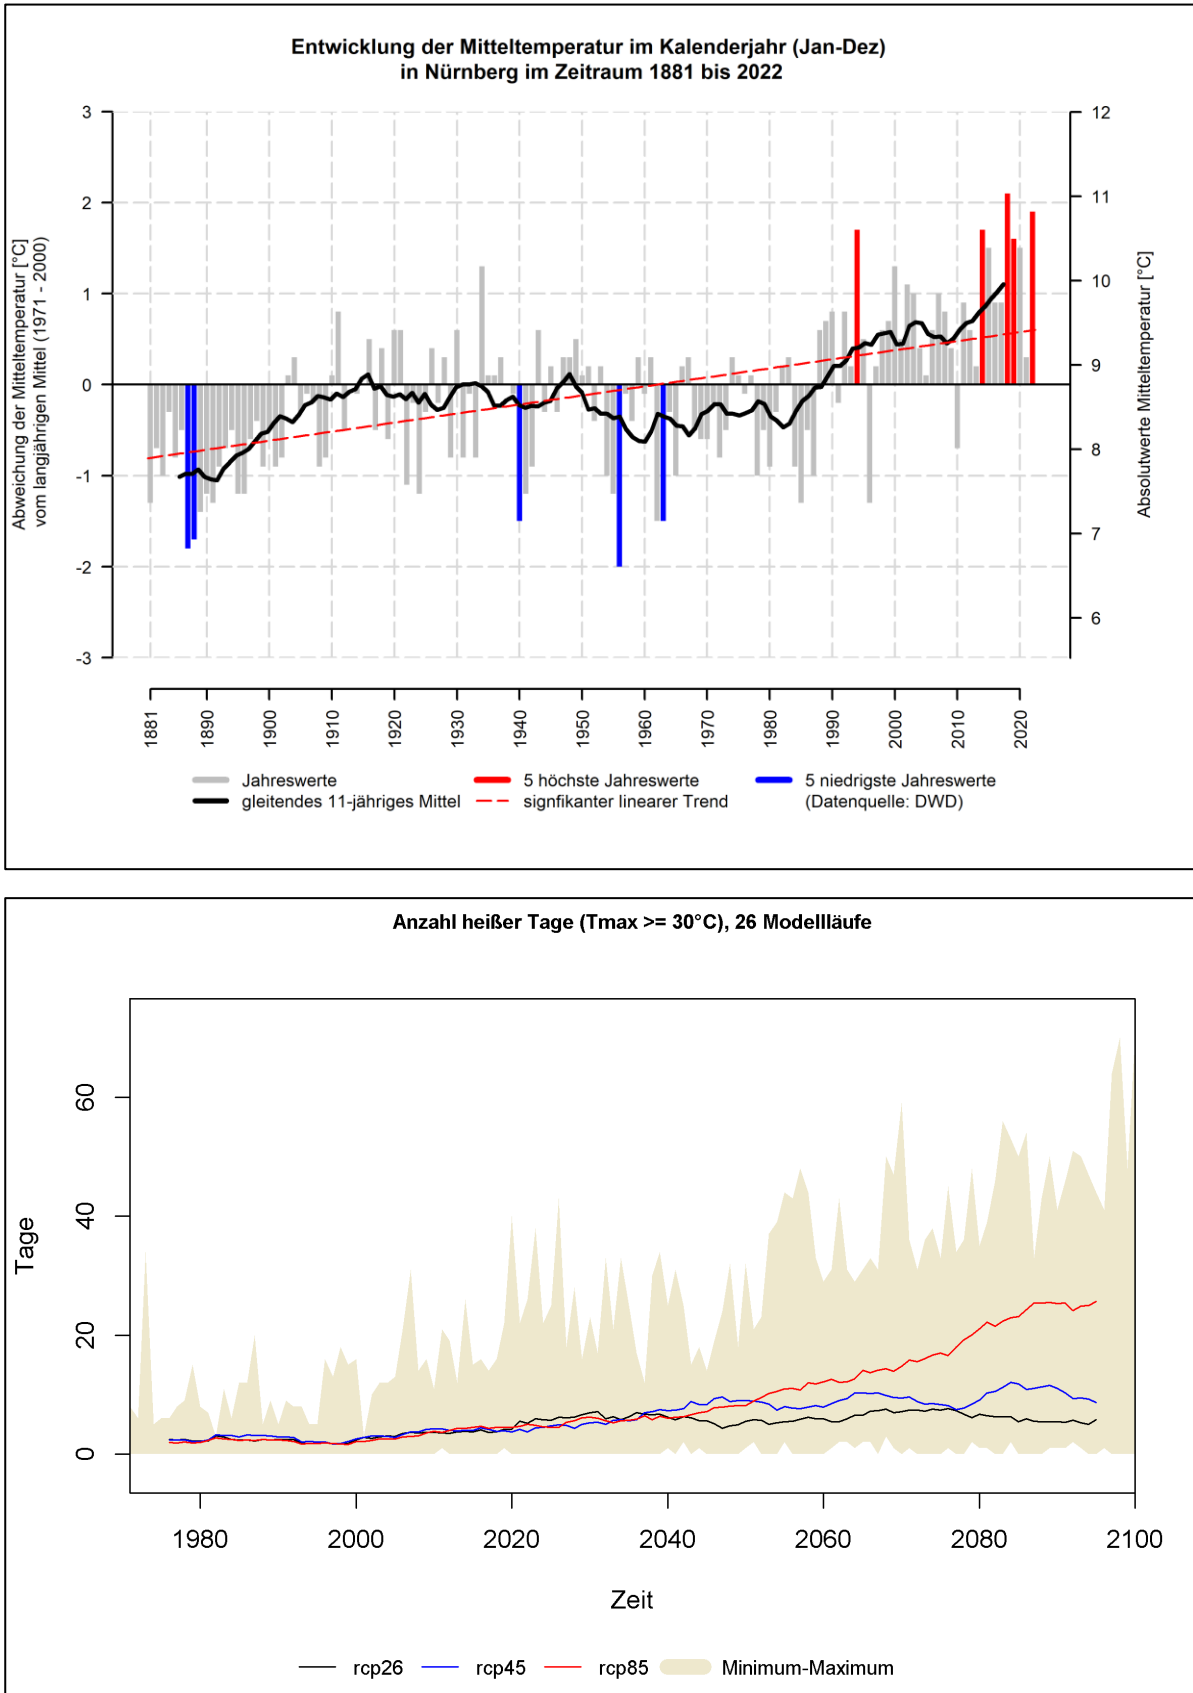 Entwicklung der Mitteltemperatur im Kalenderjahr (Jan-Dez)
in Nürnberg im Zeitraum 1881 bis 2022
Abweichung der Mitteltemperatur [°C]
vom langjährigen Mittel (1971 - 2000)
3
2
1
0
-1
-2
-3
12
11
10
9
8
7
6
Absolutwerte Mitteltemperatur [°C]
1881 1890 1900 1910 1920 1930 1940 1950 1960 1970 1980 1990 2000 2010 2020
Jahreswerte 5 höchste Jahreswerte 5 niedrigste Jahreswerte
gleitendes 11-jähriges Mittel signfikanter linearer Trend (Datenquelle: DWD)
Anzahl heißer Tage (Tmax >= 30°C), 26 Modellläufe
Tage
60
40
20
0
1980 2000 2020 2040 2060 2080 2100
Zeit
rcp26 rcp45 rcp85 Minimum-Maximum